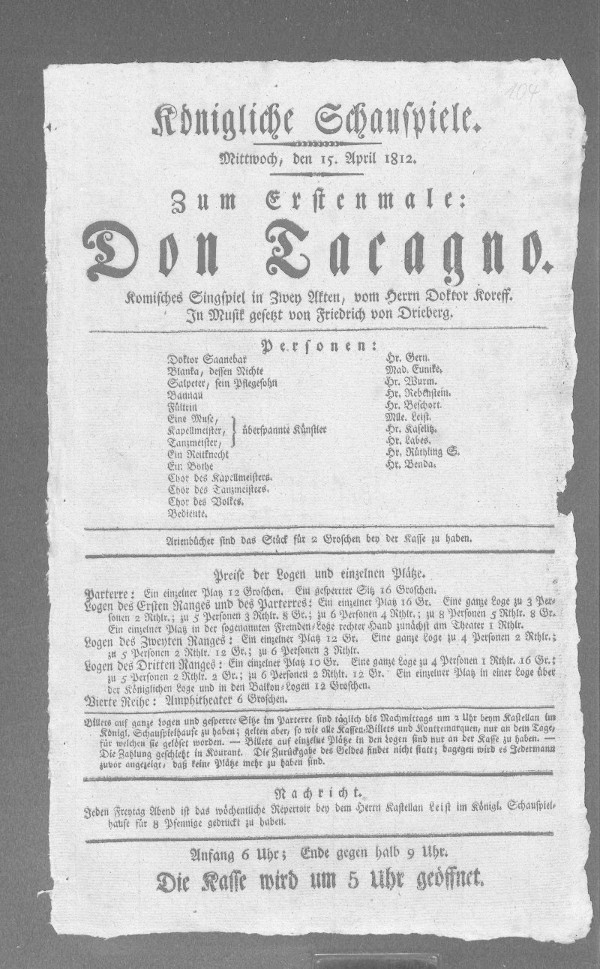 104
Königliche Schauspiele.
Mittwoch, den 15. April 1812.
Zum Erstenmale:
Don Tacagno.
Komisches Singspiel in Zwey Akten, vom Herrn Doktor Koreff.
In Musik gesetzt von Friedrich von Drieberg.
Personen:
Doktor Saanebar Hr. Gern.
Blanka, dessen Nichte Mad. Eunike.
Salpeter, sein Pflegesohn Hr. Wurm.
Bannau Hr. Rebenstein.
Füllrin Hr. Beschort.
Eine Muse, Mlle. Leist.
Kapellmeister, überspannte Künstler Hr. Kaselitz.
Tanzmeister, Hr. Labes.
Ein Reitknecht Hr. Rüthling S.
Ein Bothe Hr. Benda.
Chor des Kapellmeisters.
Chor des Tanzmeisters.
Chor des Volkes.
Bediente.
Arienbücher sind das Stück für 2 Groschen bey der Kasse zu haben.
Preise der Logen und einzelnen Plätze.
Parterre: Ein einzelner Platz 12 Groschen. Ein gesperrter Sitz 16 Groschen.
Logen des Ersten Ranges und des Parterres: Ein einzelner Platz 16 Gr. Eine ganze Loge zu 3 Per-
sonen 2 Rthlr.; zu 5 Personen 3 Rthlr. 8 Gr.; zu 6 Personen 4 Rthlr.; zu 8 Personen 5 Rthlr. 8 Gr.
Ein einzelner Platz in der sogenannten Fremden-Loge rechter Hand zunächst am Theater 1 Rthlr.
Logen des Zweyten Ranges: Ein einzelner Platz 12 Gr. Eine ganze Loge zu 4 Personen 2 Rthlr.;
zu 5 Personen 2 Rthlr. 12 Gr.; zu 6 Personen 3 Rthlr.
Logen des Dritten Ranges: Ein einzelner Platz 10 Gr. Eine ganze Loge zu 4 Personen 1 Rthlr. 16 Gr.;
zu 5 Personen 2 Rthlr. 2 Gr.; zu 6 Personen 2 Rthlr. 12 Gr. Ein einzelner Platz in einer Loge über
der Königlichen Loge und in den Balkon-Logen 12 Groschen.
Vierte Reihe: Amphitheater 6 Groschen.
Billets auf ganze Logen und gesperrte Sitze im Parterre sind täglich bis Nachmittags um 2 Uhr beym Kastellan im
Königl. Schauspielhause zu haben; gelten aber, so wie alle Kassen-Billets und Kontremarquen, nur an dem Tage,
für welchen sie gelöset worden. — Billets auf einzelne Plätze in den Logen sind nur an der Kasse zu haben. —
Die Zahlung geschieht in Kourant. Die Zurückgabe des Geldes findet nicht statt; dagegen wird es Jedermann
zuvor angezeigt, daß keine Plätze mehr zu haben sind.
Nachricht.
Jeden Freytag Abend ist das wöchentliche Repertoir bey dem Herrn Kastellan Leist im Königl. Schauspiel-
hause für 8 Pfennige gedruckt zu haben.
Anfang 6 Uhr; Ende gegen halb 9 Uhr.
Die Kasse wird um 5 Uhr geöffnet.